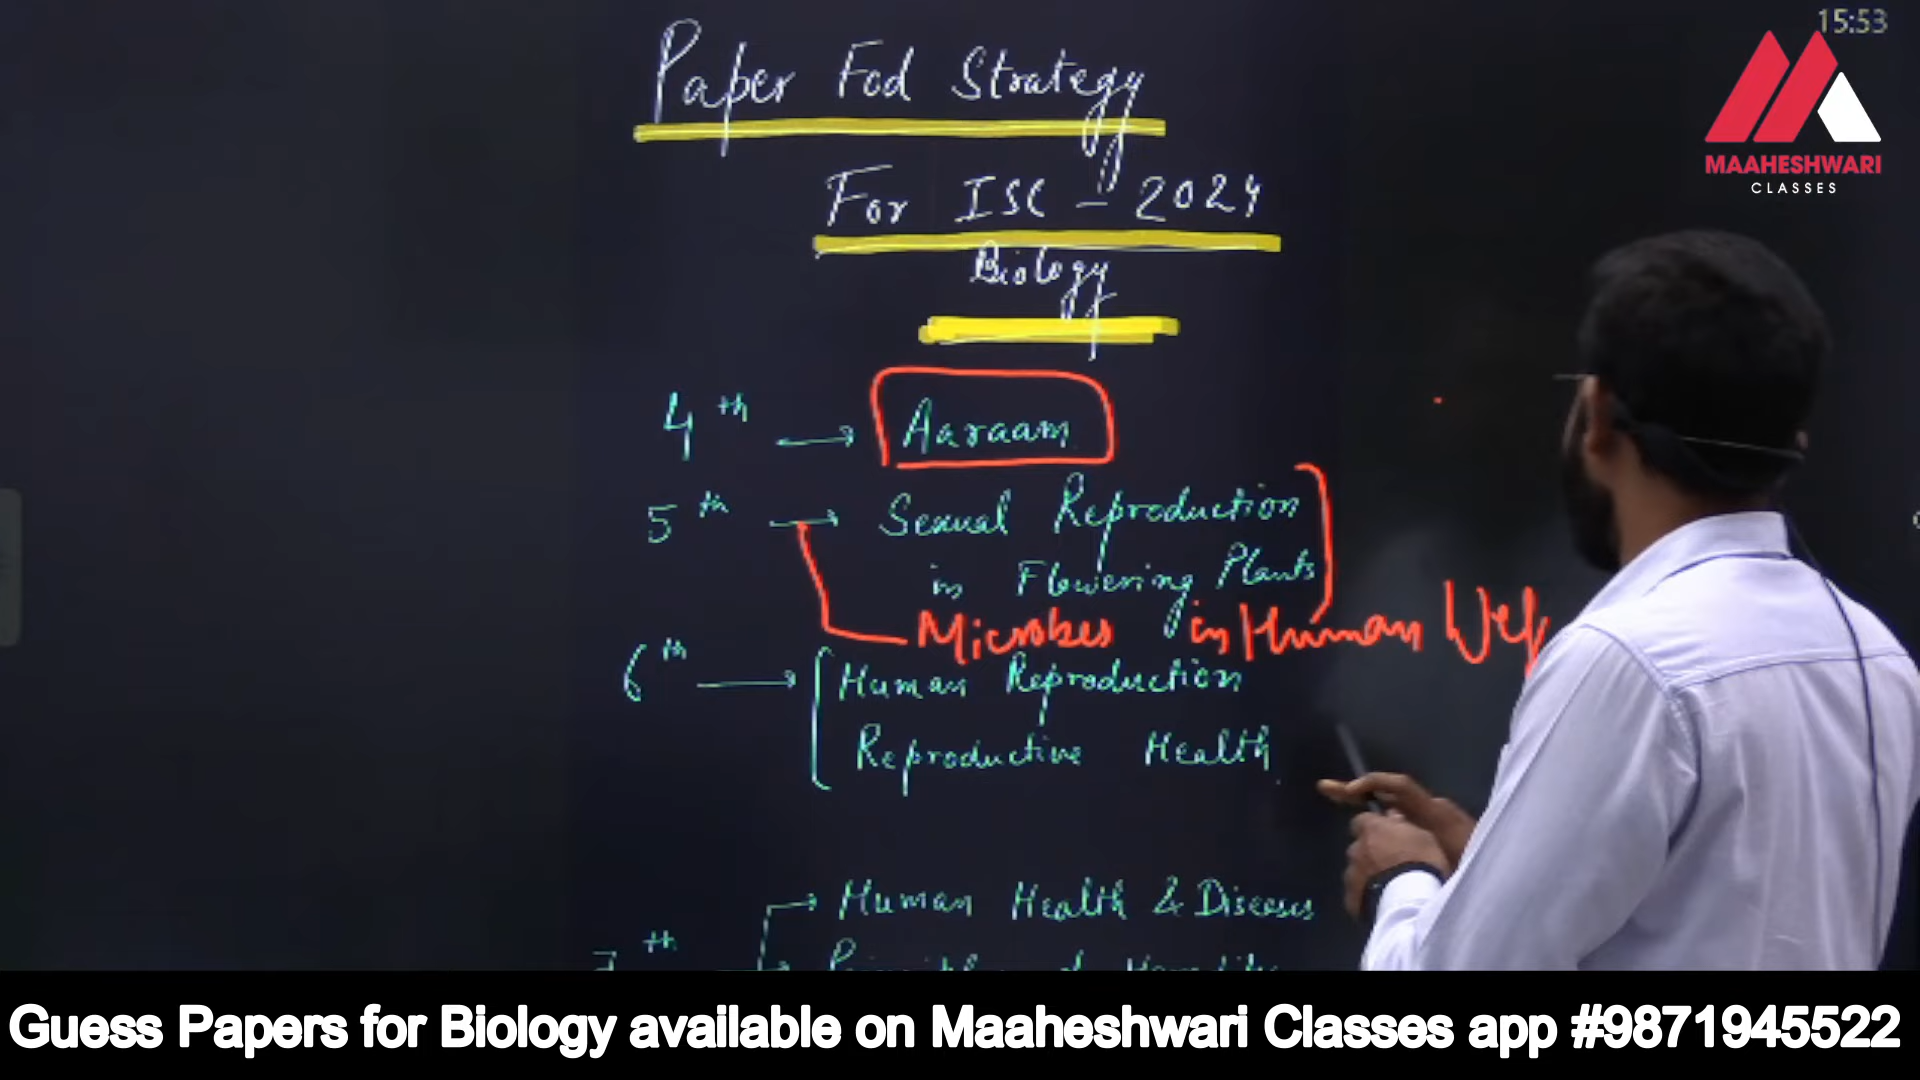 15:53
MAAHESHWARI
CLASSES
Paper Fod Strategy
For ISC - 2024
Biology
4th → Aaraam
5th → Sexual Reproduction
in Flowering Plants
Microbes in Human
6th → Human Reproduction
Reproductive Health
→ Human Health & Diseases
7th
Guess Papers for Biology available on Maaheshwari Classes app #9871945522